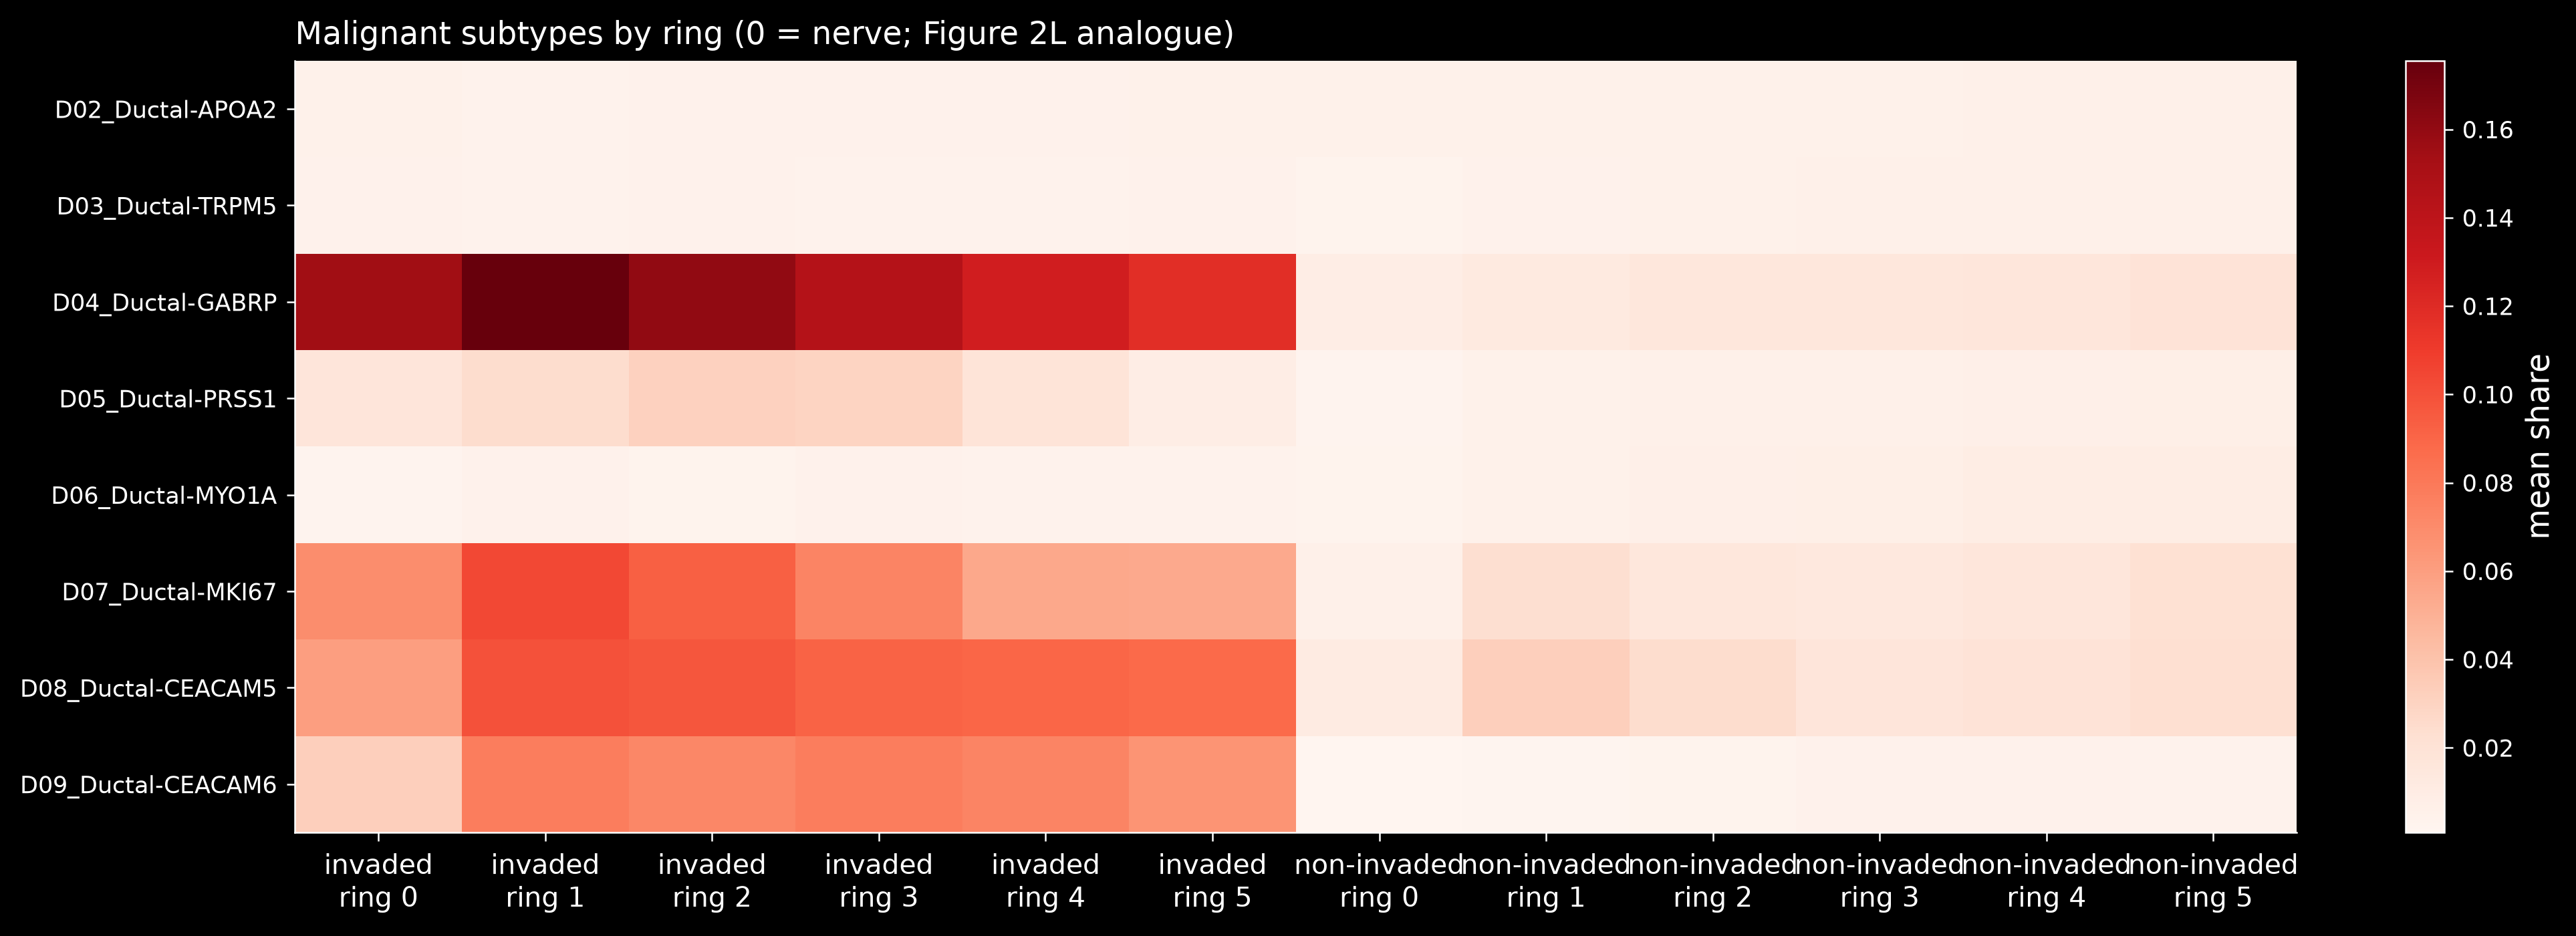 Malignant subtypes by ring (0 = nerve; Figure 2L analogue)
D02_Ductal-APOA2
D03_Ductal-TRPM5
D04_Ductal-GABRP
D05_Ductal-PRSS1
D06_Ductal-MYO1A
D07_Ductal-MKI67
D08_Ductal-CEACAM5
D09_Ductal-CEACAM6
invaded
ring 0
invaded
ring 1
invaded
ring 2
invaded
ring 3
invaded
ring 4
invaded
ring 5
non-invaded
ring 0
non-invaded
ring 1
non-invaded
ring 2
non-invaded
ring 3
non-invaded
ring 4
non-invaded
ring 5
0.16
0.14
0.12
0.10
0.08
0.06
0.04
0.02
mean share